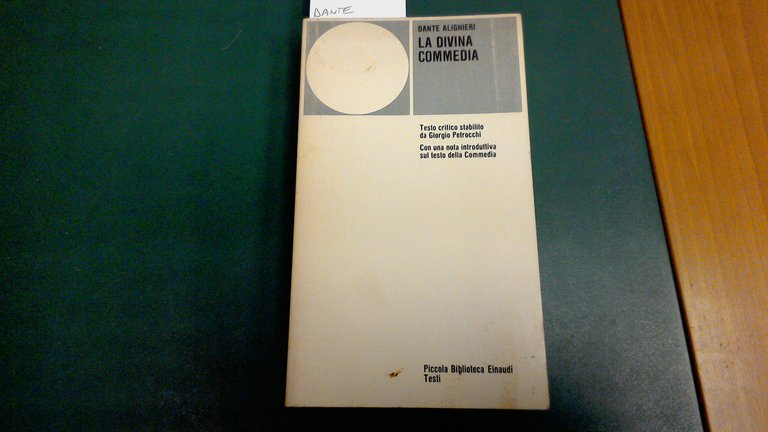 DANTE
DANTE ALIGHIERI
LA DIVINA
COMMEDIA
Testo critico stabilito
da Giorgio Petrocchi
Con una nota introduttiva
sul testo della Commedia
Piccola Biblioteca Einaudi
Testi